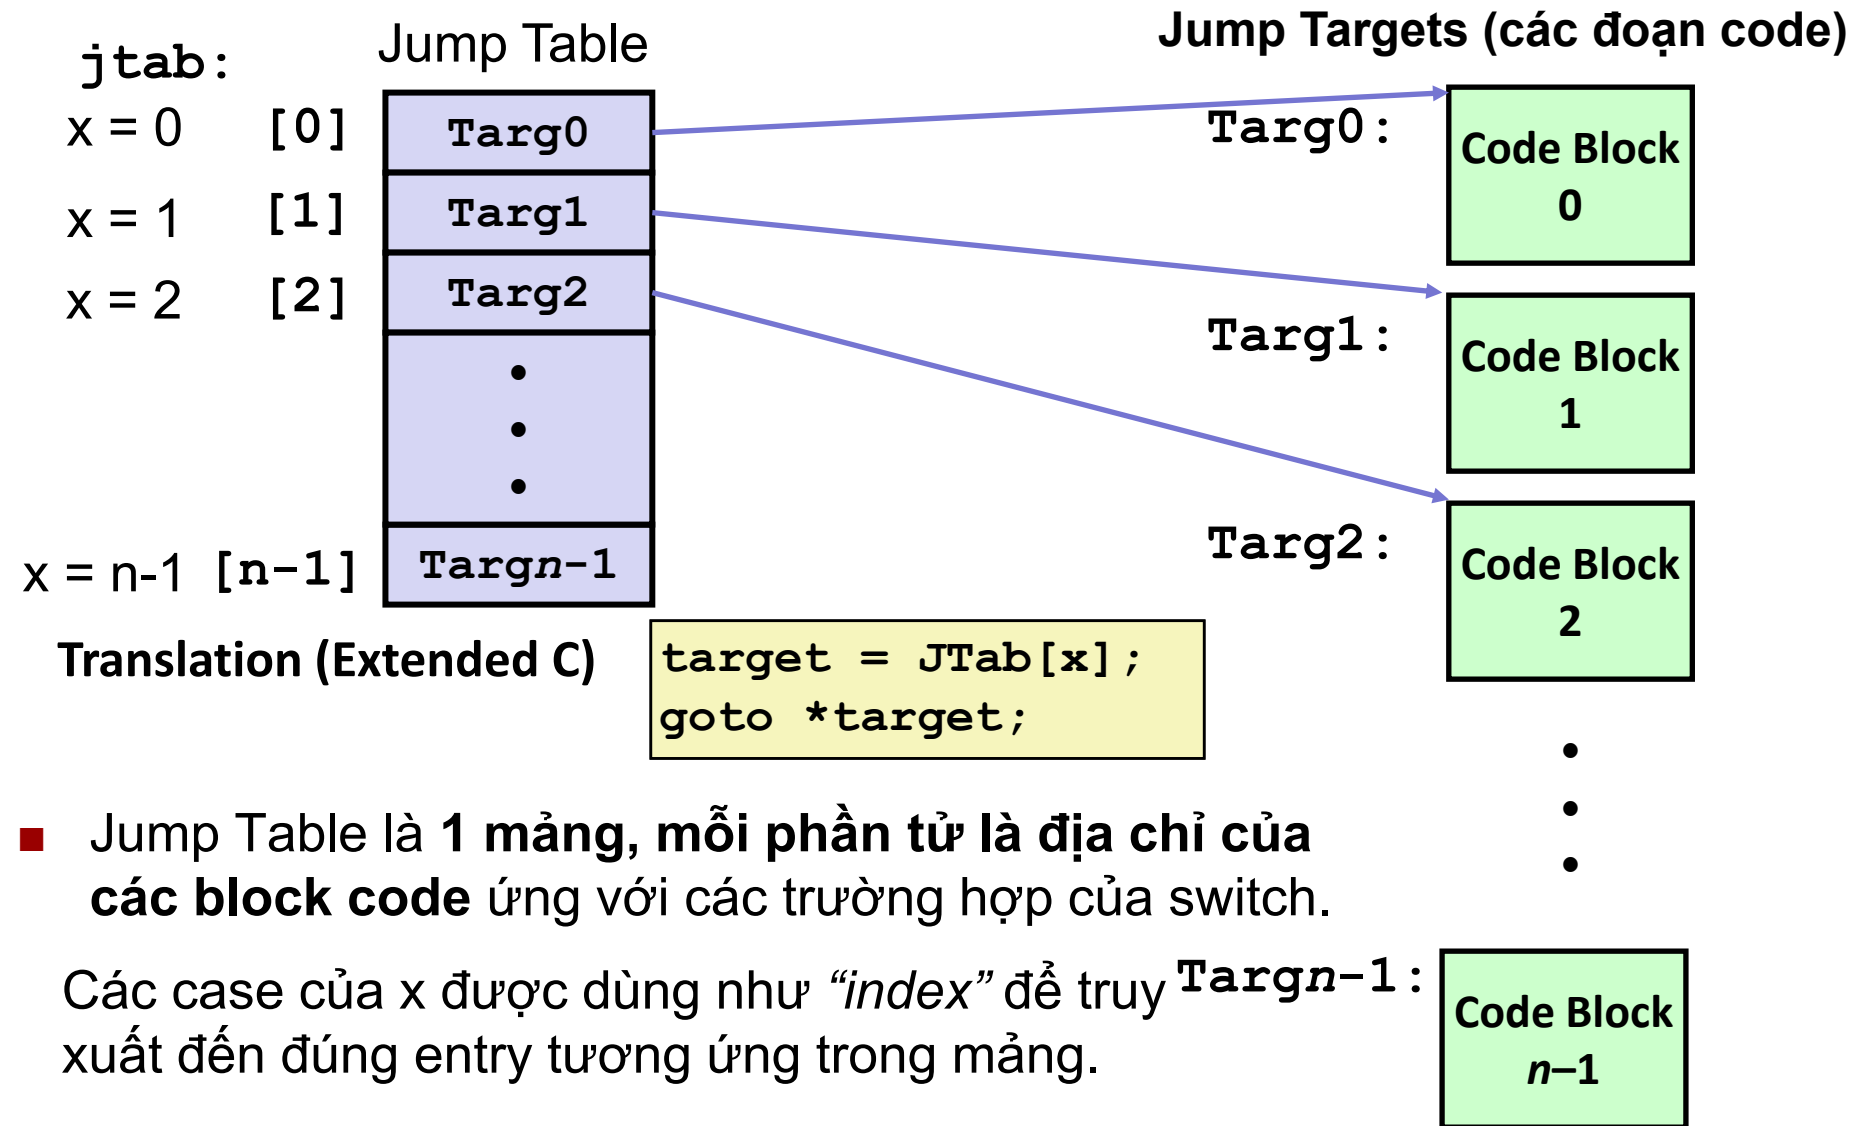 Jump Table
Jump Targets (các đoạn code)
jtab:
x = 0 [0] Targ0
x = 1 [1] Targ1
x = 2 [2] Targ2
•
•
•
x = n-1 [n-1] Targn-1
Targ0:
Code Block
0
Targ1:
Code Block
1
Targ2:
Code Block
2
•
•
•
Targn-1:
Code Block
n–1
Translation (Extended C)
target = JTab[x];
goto *target;
■ Jump Table là 1 mảng, mỗi phần tử là địa chỉ của
các block code ứng với các trường hợp của switch.
Các case của x được dùng như “index” để truy
xuất đến đúng entry tương ứng trong mảng.